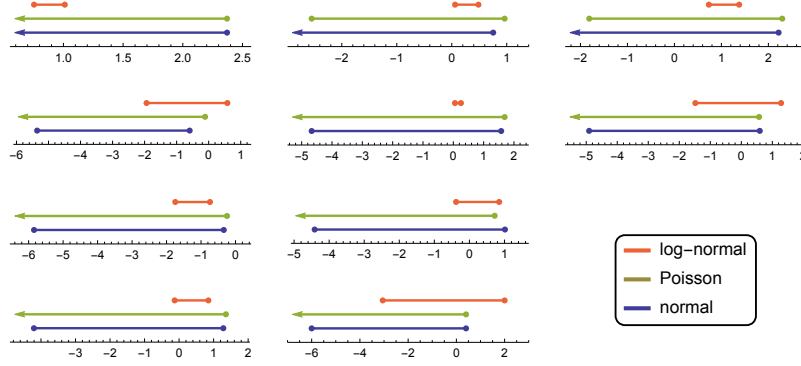 1.0 1.5 2.0 2.5
−2 −1 0 1
−2 −1 0 1 2
−6 −5 −4 −3 −2 −1 0 1
−5 −4 −3 −2 −1 0 1 2
−5 −4 −3 −2 −1 0 1 2
−6 −5 −4 −3 −2 −1 0
−5 −4 −3 −2 −1 0 1
log−normal
Poisson
normal
−3 −2 −1 0 1 2
−6 −4 −2 0 2